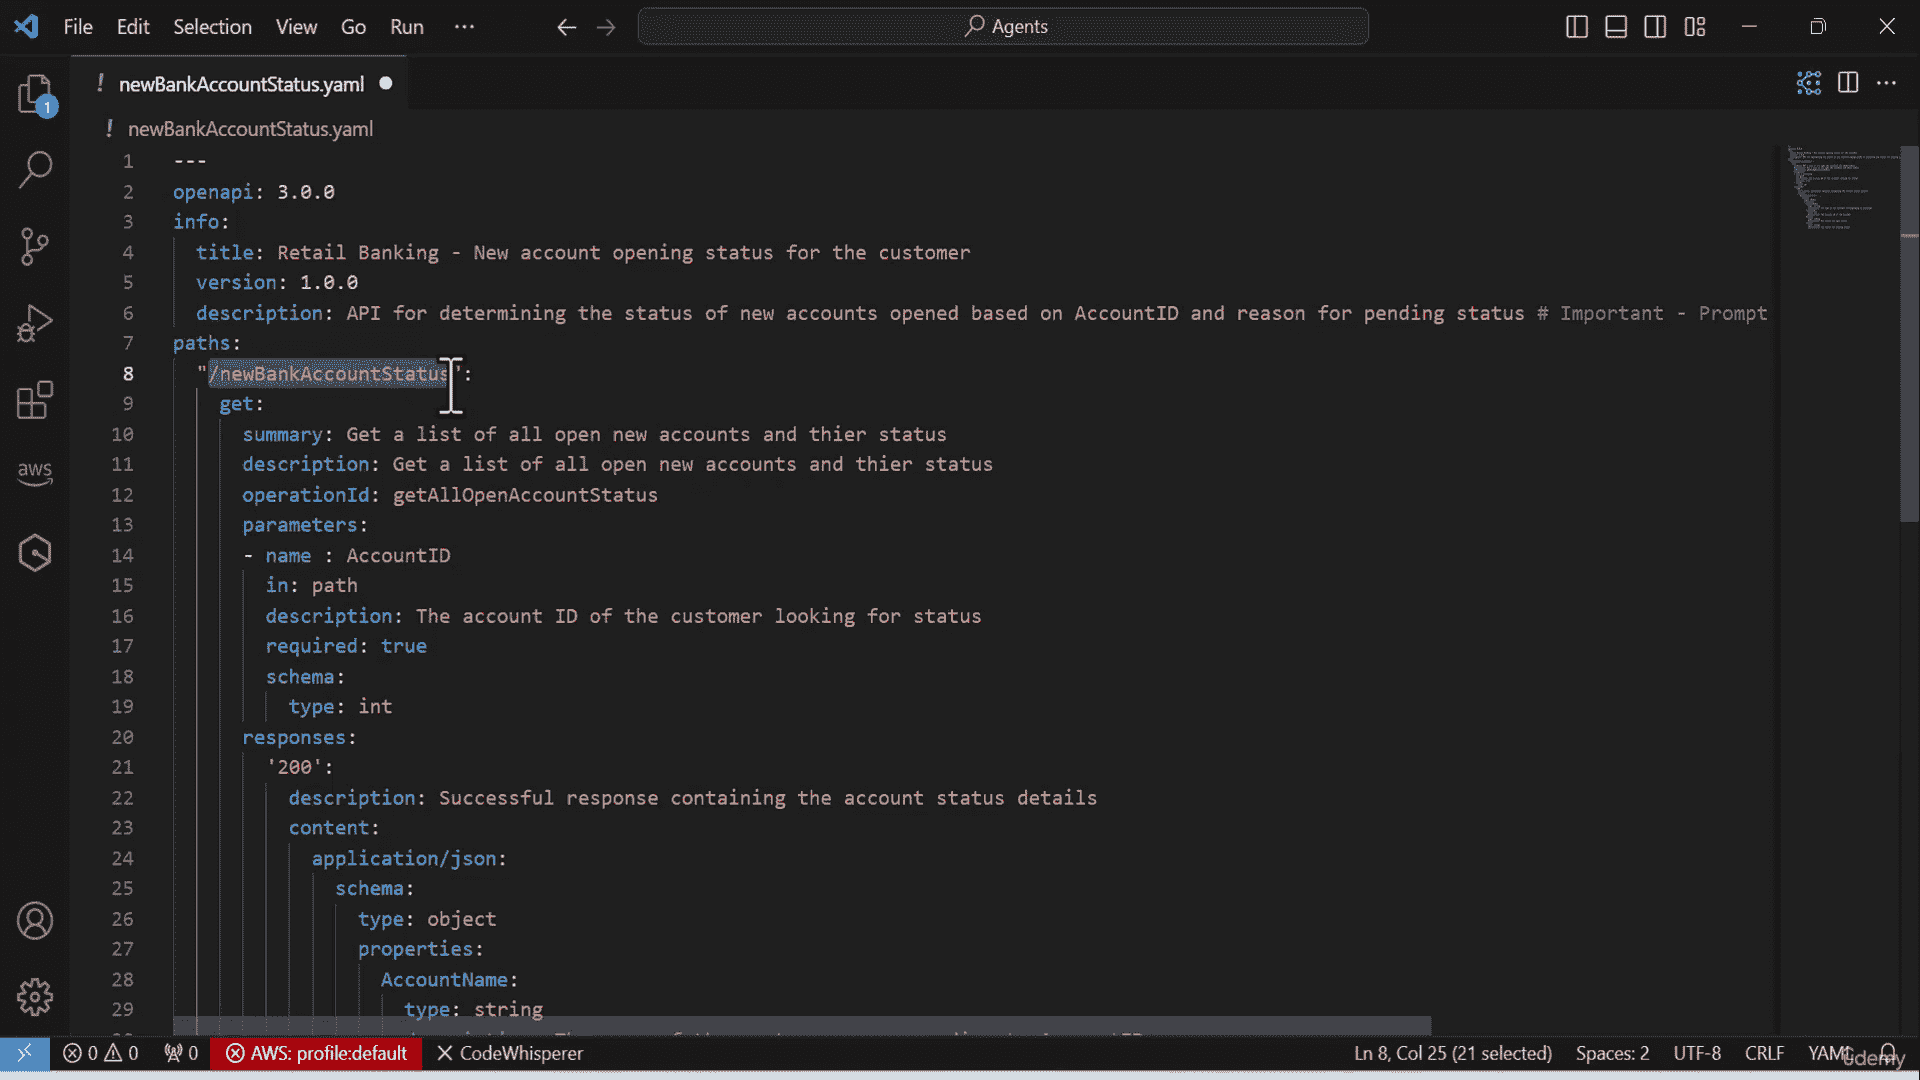 File Edit Selection View Go Run ··· Agents
! newBankAccountStatus.yaml
! newBankAccountStatus.yaml
1
1 ---
2 openapi: 3.0.0
3 info:
4 title: Retail Banking - New account opening status for the customer
5 version: 1.0.0
6 description: API for determining the status of new accounts opened based on AccountID and reason for pending status # Important - Prompt
7 paths:
8 "/newBankAccountStatus":
9 get:
10 summary: Get a list of all open new accounts and thier status
11 description: Get a list of all open new accounts and thier status
12 operationId: getAllOpenAccountStatus
13 parameters:
14 - name : AccountID
15 in: path
16 description: The account ID of the customer looking for status
17 required: true
18 schema:
19 type: int
20 responses:
21 '200':
22 description: Successful response containing the account status details
23 content:
24 application/json:
25 schema:
26 type: object
27 properties:
28 AccountName:
29 type: string
aws
0 0 0 AWS: profile:default CodeWhisperer Ln 8, Col 25 (21 selected) Spaces: 2 UTF-8 CRLF YAML
udemy